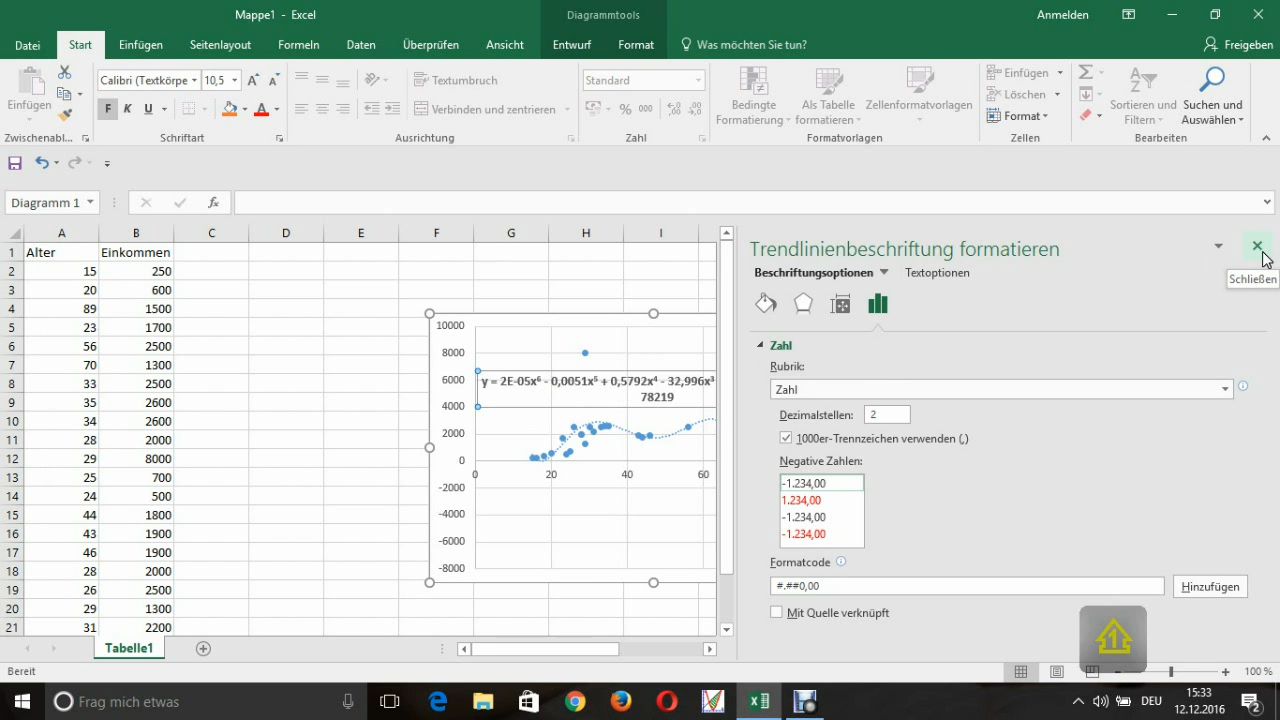 Mappe1 - Excel
Diagrammtools
Anmelden
Datei Start Einfügen Seitenlayout Formeln Daten Überprüfen Ansicht Entwurf Format Was möchten Sie tun? Freigeben
Einfügen
Zwischenabl...
Calibri (Textkörpe 10,5
F K U
Schriftart
Textumbruch
Verbinden und zentrieren
Ausrichtung
Standard
% 000
Zahl
Bedingte
Formatierung
Als Tabelle
formatieren
Zellenformatvorlagen
Formatvorlagen
Einfügen
Löschen
Format
Zellen
Sortieren und
Filtern
Suchen und
Auswählen
Bearbeiten
Diagramm 1
fx
A B C D E F G H I
1 Alter Einkommen
2 15 250
3 20 600
4 89 1500
5 23 1700
6 56 2500
7 70 1300
8 33 2500
9 35 2600
10 34 2600
11 28 2000
12 29 8000
13 25 700
14 24 500
15 44 1800
16 43 1900
17 46 1900
18 28 2000
19 26 2500
20 29 1300
21 31 2200
10000
8000
6000
4000
2000
0
-2000
-4000
-6000
-8000
0 20 40 60
y = 2E-05x⁶ - 0,0051x⁵ + 0,5792x⁴ - 32,996x³
78219
Trendlinienbeschriftung formatieren
Schließen
Beschriftungsoptionen Textoptionen
Zahl
Rubrik:
Zahl
Dezimalstellen: 2
1000er-Trennzeichen verwenden (,)
Negative Zahlen:
-1.234,00
1.234,00
-1.234,00
-1.234,00
Formatcode
#.##0,00
Hinzufügen
Mit Quelle verknüpft
Tabelle1
Bereit
100 %
Frag mich etwas
DEU
15:33
12.12.2016
2